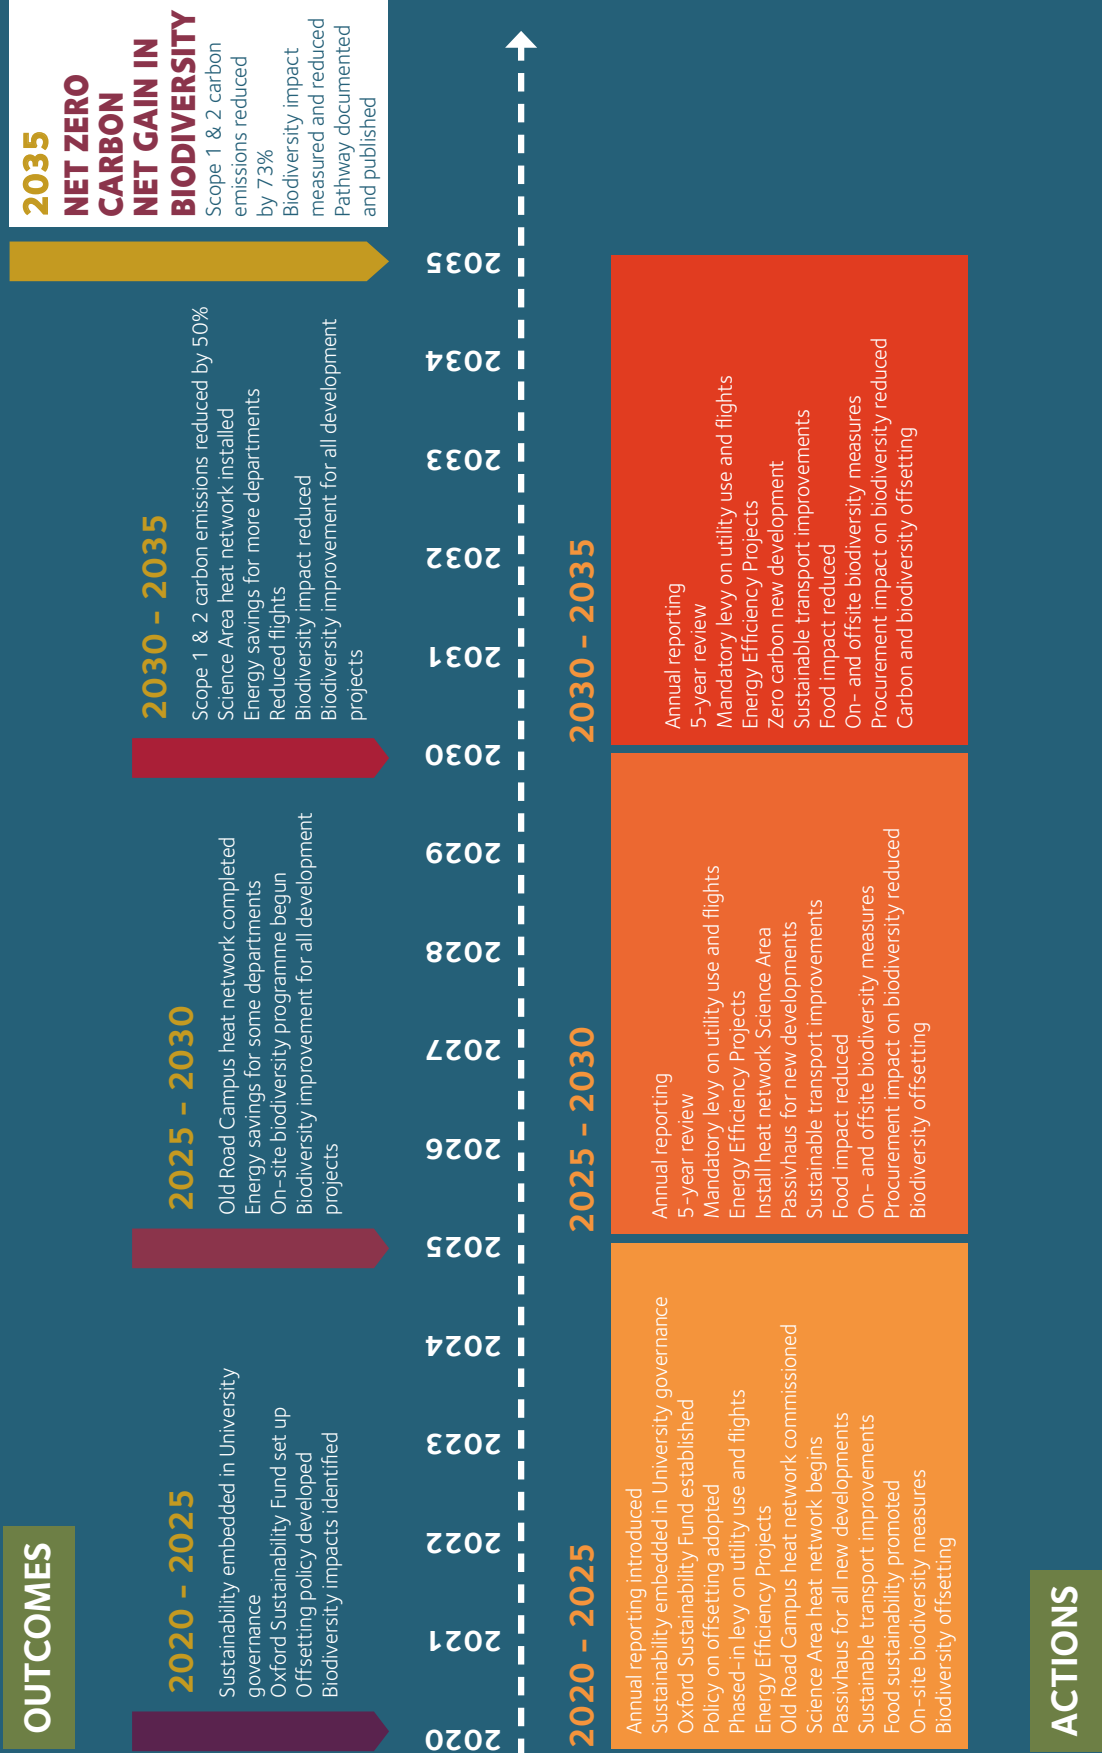 OUTCOMES
2020 – 2025
Sustainability embedded in University
governance
Oxford Sustainability Fund set up
Offsetting policy developed
Biodiversity impacts identified
2025 – 2030
Old Road Campus heat network completed
Energy savings for some departments
On-site biodiversity programme begun
Biodiversity improvement for all development
projects
2030 – 2035
Scope 1 & 2 carbon emissions reduced by 50%
Science Area heat network installed
Energy savings for more departments
Reduced flights
Biodiversity impact reduced
Biodiversity improvement for all development
projects
2035
NET ZERO
CARBON
NET GAIN IN
BIODIVERSITY
Scope 1 & 2 carbon
emissions reduced
by 73%
Biodiversity impact
measured and reduced
Pathway documented
and published
2020
2021
2022
2023
2024
2025
2026
2027
2028
2029
2030
2031
2032
2033
2034
2035
2020 – 2025
Annual reporting introduced
Sustainability embedded in University governance
Oxford Sustainability Fund established
Policy on offsetting adopted
Phased-in levy on utility use and flights
Energy Efficiency Projects
Old Road Campus heat network commissioned
Science Area heat network begins
Passivhaus for all new developments
Sustainable transport improvements
Food sustainability promoted
On-site biodiversity measures
Biodiversity offsetting
2025 – 2030
Annual reporting
5-year review
Mandatory levy on utility use and flights
Energy Efficiency Projects
Install heat network Science Area
Passivhaus for new developments
Sustainable transport improvements
Food impact reduced
On- and offsite biodiversity measures
Procurement impact on biodiversity reduced
Biodiversity offsetting
2030 – 2035
Annual reporting
5-year review
Mandatory levy on utility use and flights
Energy Efficiency Projects
Zero carbon new development
Sustainable transport improvements
Food impact reduced
On- and offsite biodiversity measures
Procurement impact on biodiversity reduced
Carbon and biodiversity offsetting
ACTIONS